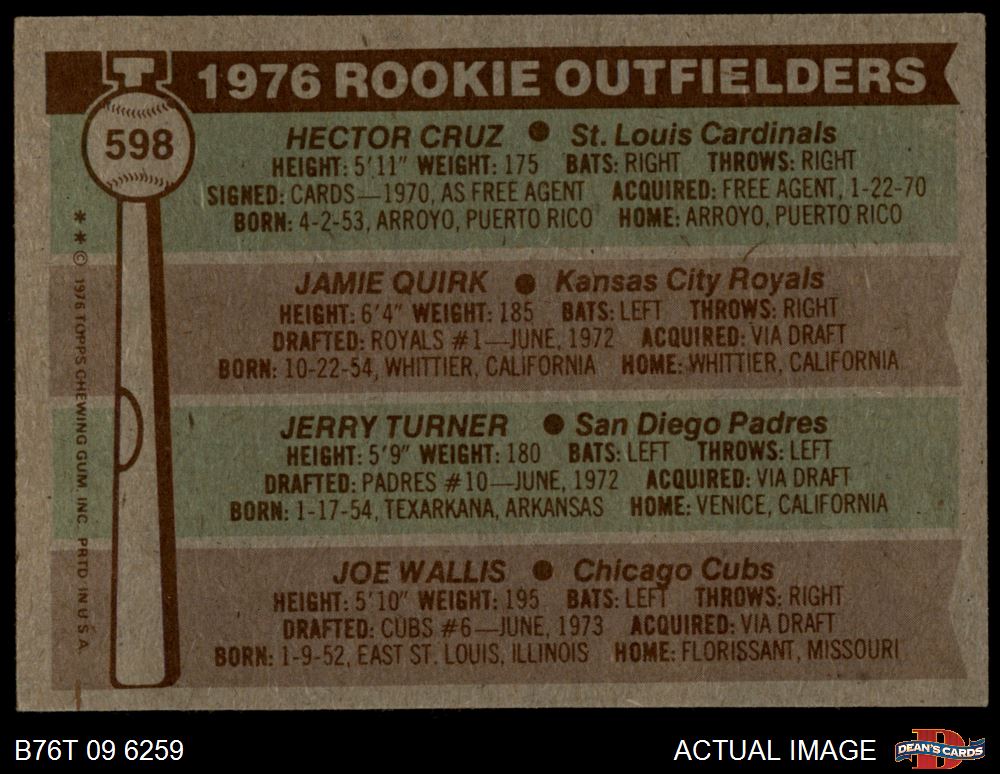 T
1976 ROOKIE OUTFIELDERS
598
HECTOR CRUZ ● St. Louis Cardinals
HEIGHT: 5'11" WEIGHT: 175 BATS: RIGHT THROWS: RIGHT
SIGNED: CARDS—1970, AS FREE AGENT ACQUIRED: FREE AGENT, 1-22-70
BORN: 4-2-53, ARROYO, PUERTO RICO HOME: ARROYO, PUERTO RICO
JAMIE QUIRK ● Kansas City Royals
HEIGHT: 6'4" WEIGHT: 185 BATS: LEFT THROWS: RIGHT
DRAFTED: ROYALS #1—JUNE, 1972 ACQUIRED: VIA DRAFT
BORN: 10-22-54, WHITTIER, CALIFORNIA HOME: WHITTIER, CALIFORNIA
JERRY TURNER ● San Diego Padres
HEIGHT: 5'9" WEIGHT: 180 BATS: LEFT THROWS: LEFT
DRAFTED: PADRES #10—JUNE, 1972 ACQUIRED: VIA DRAFT
BORN: 1-17-54, TEXARKANA, ARKANSAS HOME: VENICE, CALIFORNIA
JOE WALLIS ● Chicago Cubs
HEIGHT: 5'10" WEIGHT: 195 BATS: LEFT THROWS: RIGHT
DRAFTED: CUBS #6—JUNE, 1973 ACQUIRED: VIA DRAFT
BORN: 1-9-52, EAST ST. LOUIS, ILLINOIS HOME: FLORISSANT, MISSOURI
** © 1976 TOPPS CHEWING GUM, INC. PRTD. IN U.S.A.
B76T 09 6259
ACTUAL IMAGE
D
DEAN'S CARDS